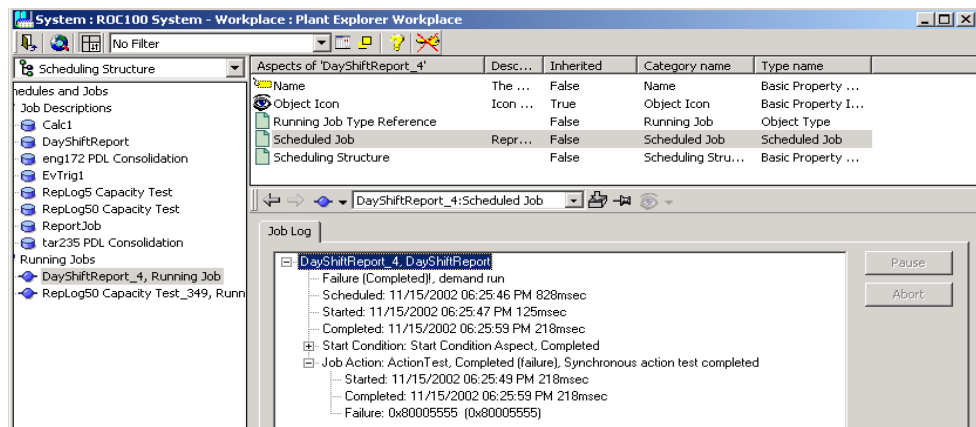 System : ROC100 System - Workplace : Plant Explorer Workplace
No Filter
Scheduling Structure
hedules and Jobs
Job Descriptions
Calc1
DayShiftReport
eng172 PDL Consolidation
EvTrig1
RepLog5 Capacity Test
RepLog50 Capacity Test
ReportJob
tar235 PDL Consolidation
Running Jobs
DayShiftReport_4, Running Job
RepLog50 Capacity Test_349, Runn
Aspects of 'DayShiftReport_4' Desc... Inherited Category name Type name
Name The ... False Name Basic Property ...
Object Icon Icon ... True Object Icon Basic Property I...
Running Job Type Reference False Running Job Object Type
Scheduled Job Repr... False Scheduled Job Scheduled Job
Scheduling Structure False Scheduling Stru... Basic Property ...
DayShiftReport_4:Scheduled Job
Job Log
DayShiftReport_4, DayShiftReport
Failure (Completed)!, demand run
Scheduled: 11/15/2002 06:25:46 PM 828msec
Started: 11/15/2002 06:25:47 PM 125msec
Completed: 11/15/2002 06:25:59 PM 218msec
Start Condition: Start Condition Aspect, Completed
Job Action: ActionTest, Completed (failure), Synchronous action test completed
Started: 11/15/2002 06:25:49 PM 218msec
Completed: 11/15/2002 06:25:59 PM 218msec
Failure: 0x80005555 (0x80005555)
Pause
Abort